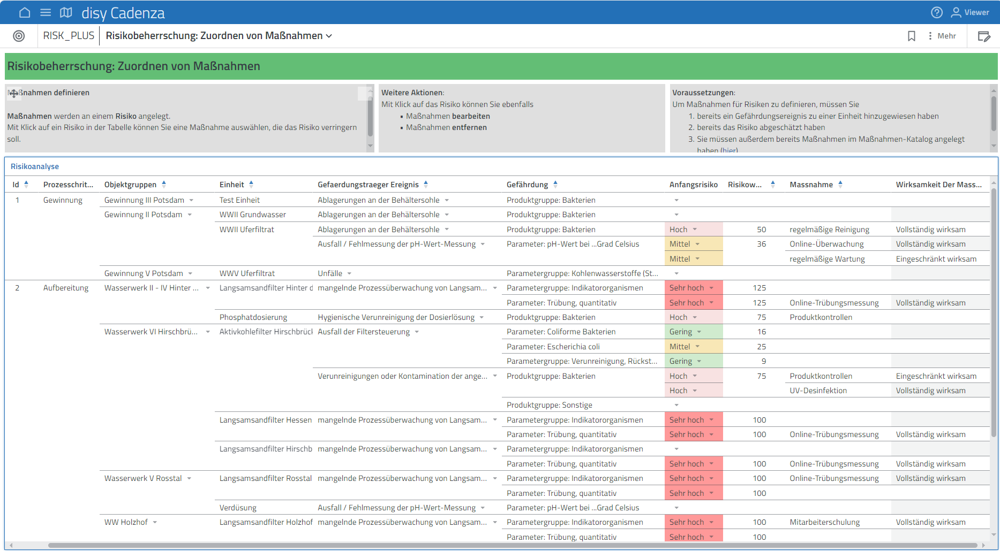 disy Cadenza
Viewer
RISK_PLUS
Risikobeherrschung: Zuordnen von Maßnahmen
Mehr
Risikobeherrschung: Zuordnen von Maßnahmen
Maßnahmen definieren
Maßnahmen werden an einem Risiko angelegt.
Mit Klick auf ein Risiko in der Tabelle können Sie eine Maßnahme auswählen, die das Risiko verringern
soll.
Weitere Aktionen:
Mit Klick auf das Risiko können Sie ebenfalls
▪ Maßnahmen bearbeiten
▪ Maßnahmen entfernen
Voraussetzungen:
Um Maßnahmen für Risiken zu definieren, müssen Sie
1. bereits ein Gefährdungsereignis zu einer Einheit hinzugewiesen haben
2. bereits das Risiko abgeschätzt haben
3. Sie müssen außerdem bereits Maßnahmen im Maßnahmen-Katalog angelegt
haben (hier)
Risikoanalyse
Id Prozesschrit... Objektgruppen Einheit Gefaerdungstraeger Ereignis Gefährdung Anfangsrisiko Risikow... Massnahme Wirksamkeit Der Mass...
1 Gewinnung Gewinnung III Potsdam Test Einheit Ablagerungen an der Behältersohle Produktgruppe: Bakterien
Gewinnung II Potsdam WWII Grundwasser Ablagerungen an der Behältersohle Produktgruppe: Bakterien
WWII Uferfiltrat Ablagerungen an der Behältersohle Produktgruppe: Bakterien Hoch 50 regelmäßige Reinigung Vollständig wirksam
Ausfall / Fehlmessung der pH-Wert-Messung Parameter: pH-Wert bei ...Grad Celsius Mittel 36 Online-Überwachung Vollständig wirksam
Mittel regelmäßige Wartung Eingeschränkt wirksam
Gewinnung V Potsdam WWV Uferfiltrat Unfälle Parametergruppe: Kohlenwasserstoffe (St...
2 Aufbereitung Wasserwerk II - IV Hinter ... Langsamsandfilter Hinter d mangelnde Prozessüberwachung von Langsam... Parametergruppe: Indikatororganismen Sehr hoch 125
Parameter: Trübung, quantitativ Sehr hoch 125 Online-Trübungsmessung Vollständig wirksam
Phosphatdosierung Hygienische Verunreinigung der Dosierlösung Produktgruppe: Bakterien Hoch 75 Produktkontrollen
Wasserwerk VI Hirschbrü... Aktivkohlefilter Hirschbrück Ausfall der Filtersteuerung Parameter: Coliforme Bakterien Gering 16
Parameter: Escherichia coli Mittel 25
Parametergruppe: Verunreinigung, Rückst... Gering 9
Verunreinigungen oder Kontamination der ange... Produktgruppe: Bakterien Hoch 75 Produktkontrollen Eingeschränkt wirksam
Hoch UV-Desinfektion Vollständig wirksam
Produktgruppe: Sonstige
Langsamsandfilter Hessen mangelnde Prozessüberwachung von Langsam... Parametergruppe: Indikatororganismen Sehr hoch 100
Parameter: Trübung, quantitativ Sehr hoch 100 Online-Trübungsmessung Vollständig wirksam
Langsamsandfilter Hirschb mangelnde Prozessüberwachung von Langsam... Parametergruppe: Indikatororganismen
Parameter: Trübung, quantitativ Sehr hoch 100 Online-Trübungsmessung Vollständig wirksam
Wasserwerk V Rosstal Langsamsandfilter Rosstal mangelnde Prozessüberwachung von Langsam... Parametergruppe: Indikatororganismen Sehr hoch 100 Online-Trübungsmessung Vollständig wirksam
Parameter: Trübung, quantitativ Sehr hoch 100
Verdüsung Ausfall / Fehlmessung der pH-Wert-Messung Parameter: pH-Wert bei ...Grad Celsius
WW Holzhof Langsamsandfilter Holzhof mangelnde Prozessüberwachung von Langsam... Parametergruppe: Indikatororganismen Sehr hoch 100 Mitarbeiterschulung Vollständig wirksam
Parameter: Trübung, quantitativ Sehr hoch 100